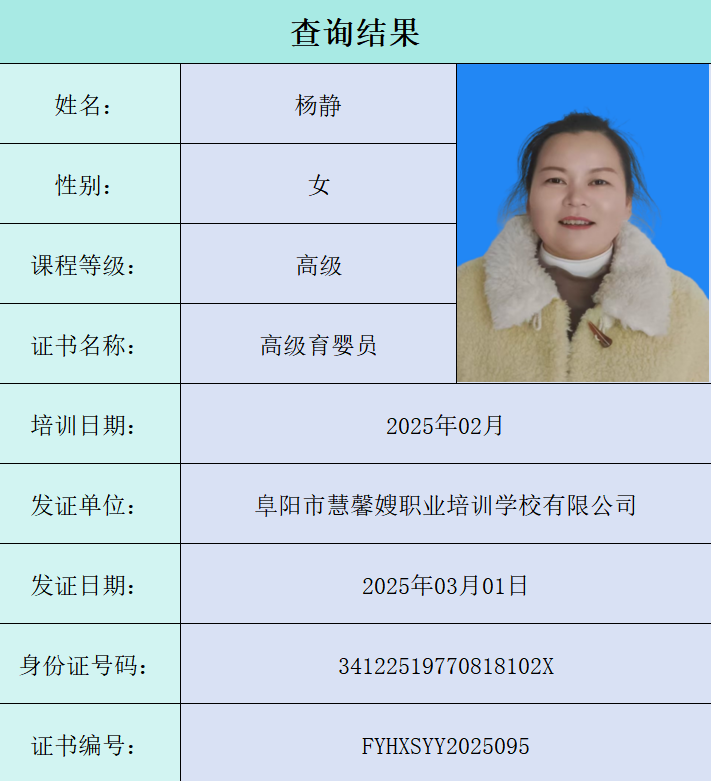 查询结果
姓名： 杨静
性别： 女
课程等级： 高级
证书名称： 高级育婴员
培训日期： 2025年02月
发证单位： 阜阳市慧馨嫂职业培训学校有限公司
发证日期： 2025年03月01日
身份证号码： 34122519770818102X
证书编号： FYHXSYY2025095